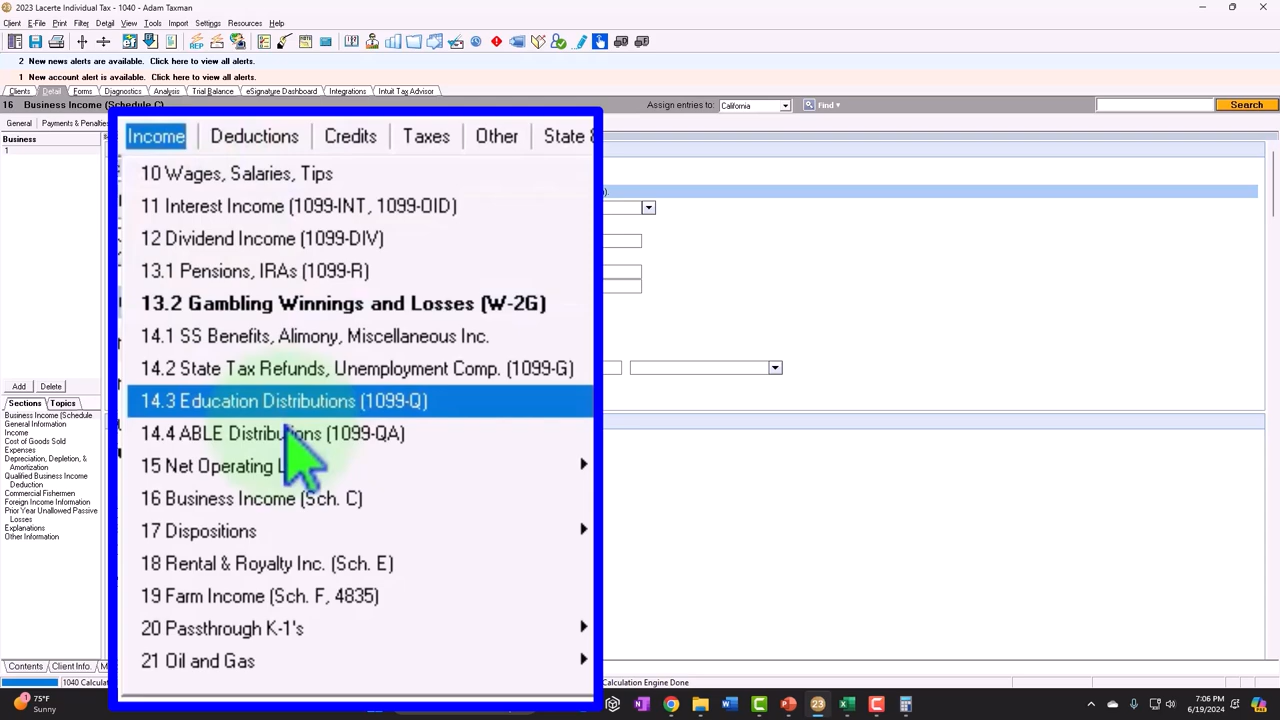 2023 Lacerte Individual Tax - 1040 - Adam Taxman
Client E-File Print Filter Detail View Tools Import Settings Resources Help
2 New news alerts are available. Click here to view all alerts.
1 New account alert is available. Click here to view all alerts.
Clients Detail Forms Diagnostics Analysis Trial Balance eSignature Dashboard Integrations Intuit Tax Advisor
16 Business Income (Schedule C) Assign entries to: California Find Search
General Payments & Penalties
Business
1
Income Deductions Credits Taxes Other State &
10 Wages, Salaries, Tips
11 Interest Income (1099-INT, 1099-OID)
12 Dividend Income (1099-DIV)
13.1 Pensions, IRAs (1099-R)
13.2 Gambling Winnings and Losses (W-2G)
14.1 SS Benefits, Alimony, Miscellaneous Inc.
14.2 State Tax Refunds, Unemployment Comp. (1099-G)
14.3 Education Distributions (1099-Q)
14.4 ABLE Distributions (1099-QA)
15 Net Operating
16 Business Income (Sch. C)
17 Dispositions
18 Rental & Royalty Inc. (Sch. E)
19 Farm Income (Sch. F, 4835)
20 Passthrough K-1's
21 Oil and Gas
Add Delete
Sections Topics
Business Income (Schedule
General Information
Income
Cost of Goods Sold
Expenses
Depreciation, Depletion, &
Amortization
Qualified Business Income
Deduction
Commercial Fishermen
Foreign Income Information
Prior Year Unallowed Passive
Losses
Explanations
Other Information
Contents Client Info.
1040 Calculation Engine Done
75°F
Sunny
7:06 PM
6/19/2024